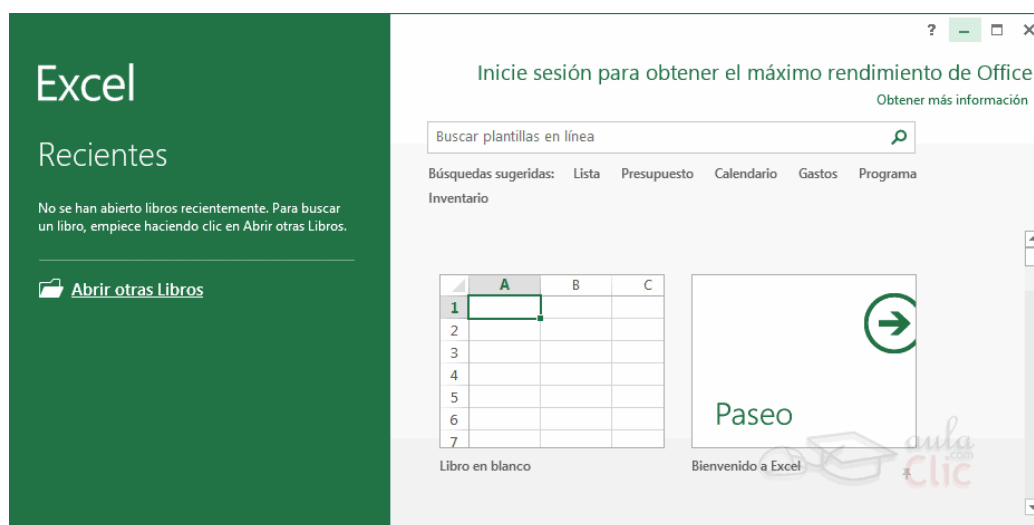 ?
Excel
Inicie sesión para obtener el máximo rendimiento de Office
Obtener más información
Recientes
No se han abierto libros recientemente. Para buscar
un libro, empiece haciendo clic en Abrir otras Libros.
Abrir otras Libros
Buscar plantillas en línea
Búsquedas sugeridas: Lista Presupuesto Calendario Gastos Programa
Inventario
A B C
1
2
3
4
5
6
7
Libro en blanco
Paseo
Bienvenido a Excel
aula
.com
Clic